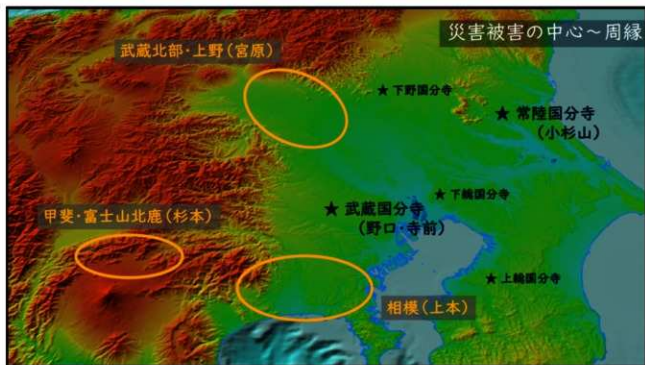 災害被害の中心～周縁
武蔵北部・上野(宮原)
★下野国分寺
★常陸国分寺
(小杉山)
★下総国分寺
甲斐・富士山北麓(杉本)
★武蔵国分寺
(野口・寺前)
★上総国分寺
相模(上本)